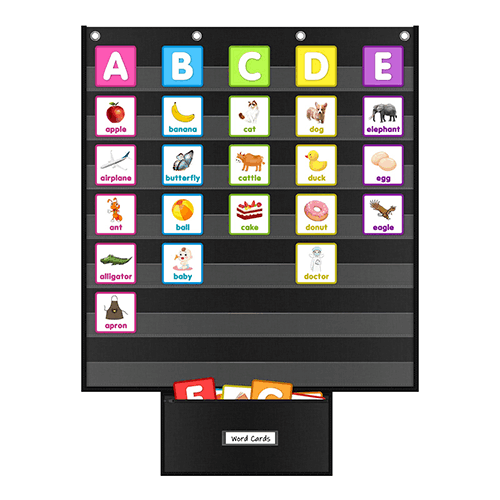 A B C D E
apple banana cat dog elephant
airplane butterfly cattle duck egg
ant ball cake donut eagle
alligator baby doctor
apron
Word Cards